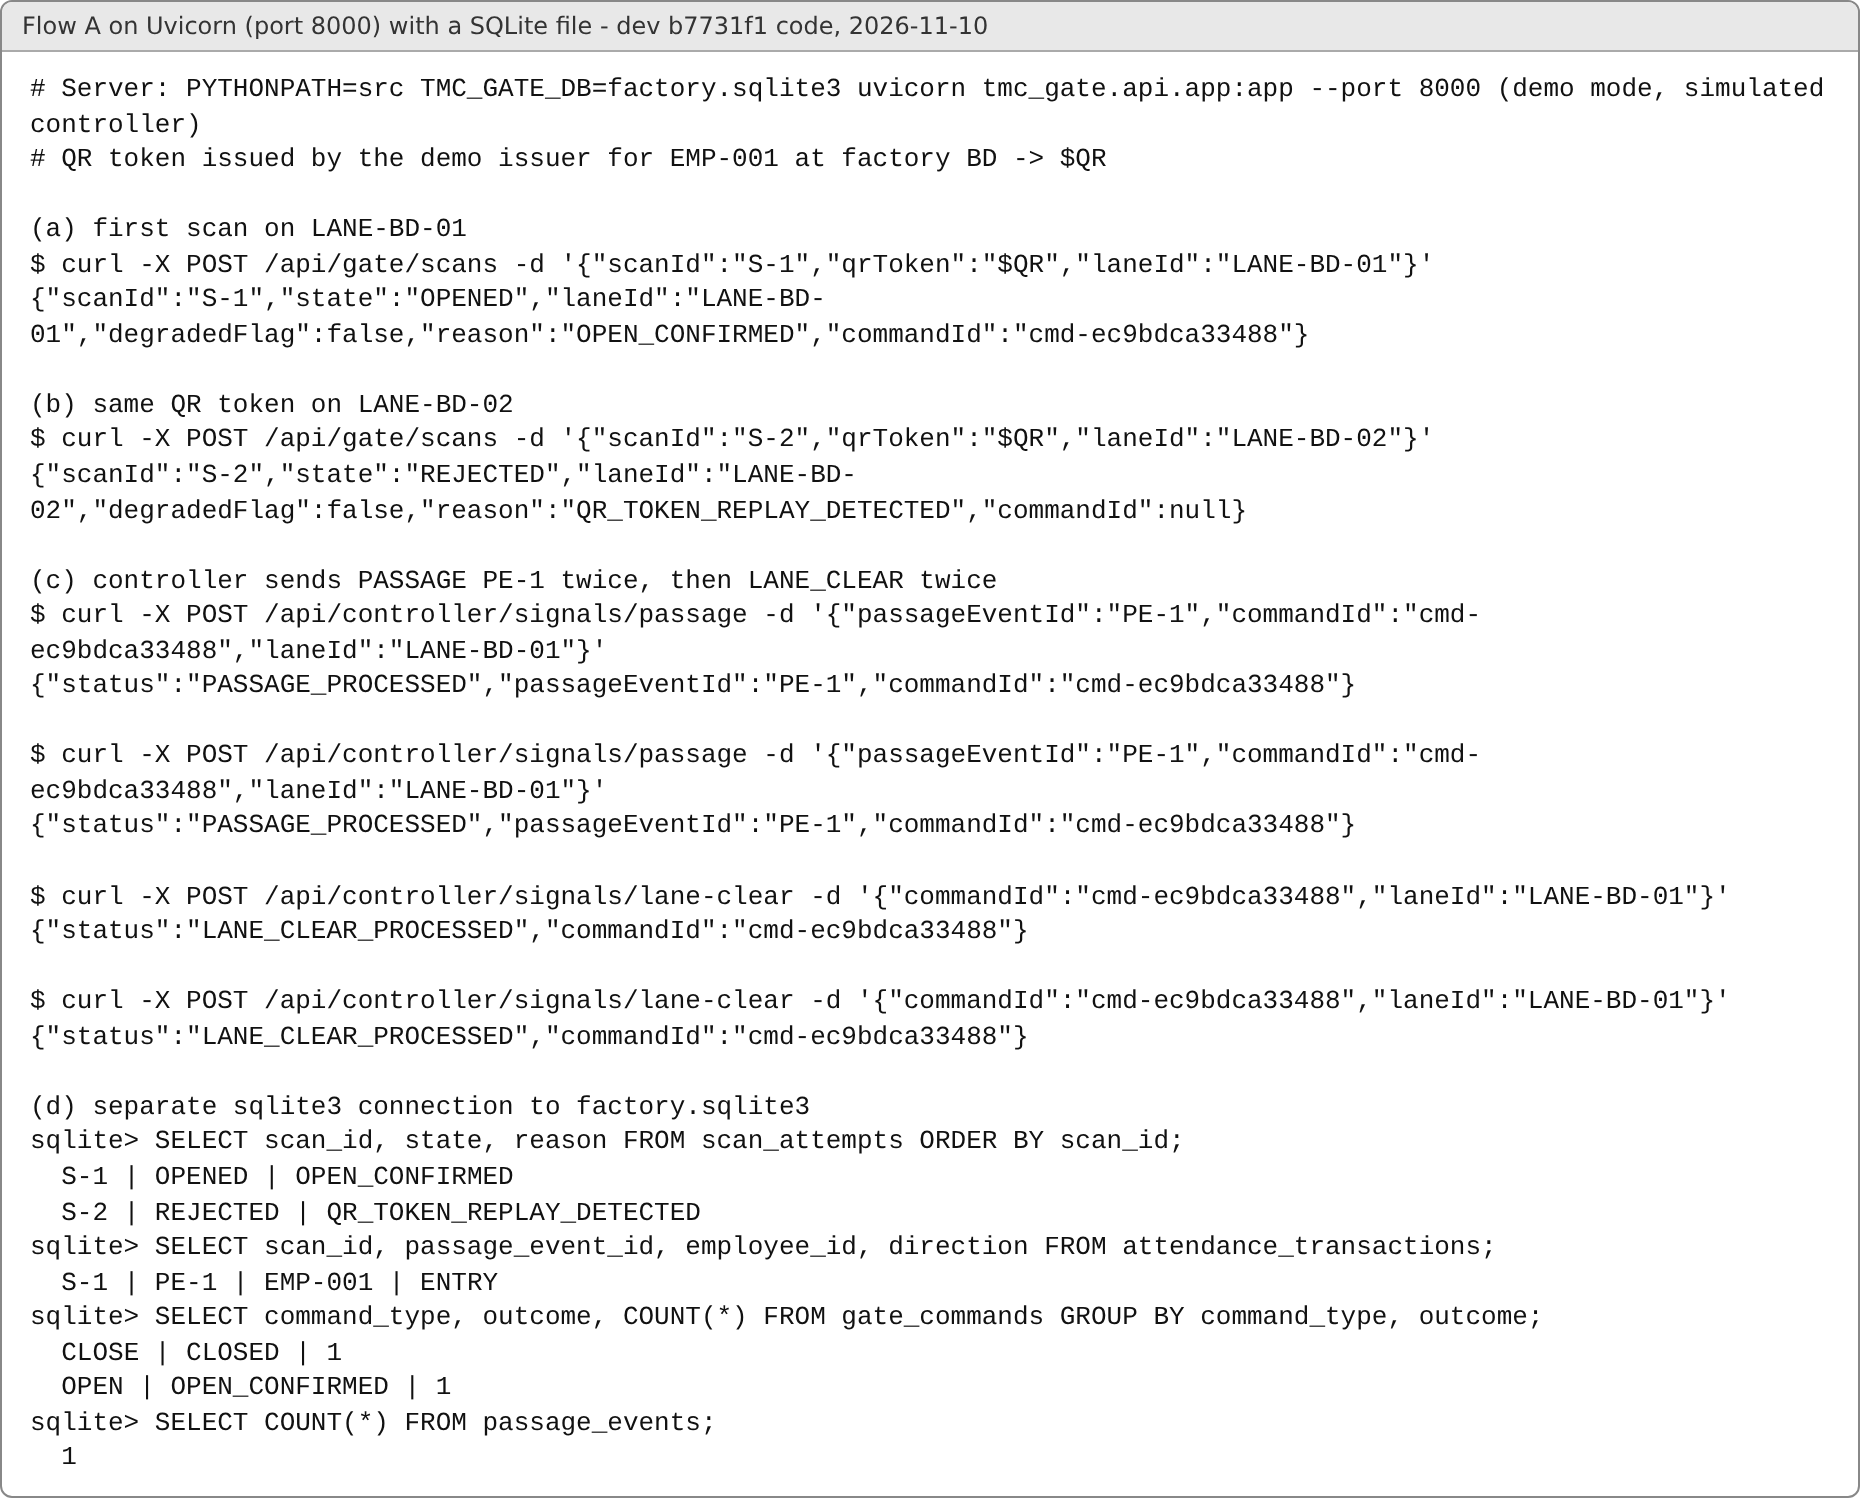 Flow A on Uvicorn (port 8000) with a SQLite file - dev b7731f1 code, 2026-11-10
# Server: PYTHONPATH=src TMC_GATE_DB=factory.sqlite3 uvicorn tmc_gate.api.app:app --port 8000 (demo mode, simulated
controller)
# QR token issued by the demo issuer for EMP-001 at factory BD -> $QR
(a) first scan on LANE-BD-01
$ curl -X POST /api/gate/scans -d '{"scanId":"S-1","qrToken":"$QR","laneId":"LANE-BD-01"}'
{"scanId":"S-1","state":"OPENED","laneId":"LANE-BD-
01","degradedFlag":false,"reason":"OPEN_CONFIRMED","commandId":"cmd-ec9bdca33488"}
(b) same QR token on LANE-BD-02
$ curl -X POST /api/gate/scans -d '{"scanId":"S-2","qrToken":"$QR","laneId":"LANE-BD-02"}'
{"scanId":"S-2","state":"REJECTED","laneId":"LANE-BD-
02","degradedFlag":false,"reason":"QR_TOKEN_REPLAY_DETECTED","commandId":null}
(c) controller sends PASSAGE PE-1 twice, then LANE_CLEAR twice
$ curl -X POST /api/controller/signals/passage -d '{"passageEventId":"PE-1","commandId":"cmd-
ec9bdca33488","laneId":"LANE-BD-01"}'
{"status":"PASSAGE_PROCESSED","passageEventId":"PE-1","commandId":"cmd-ec9bdca33488"}
$ curl -X POST /api/controller/signals/passage -d '{"passageEventId":"PE-1","commandId":"cmd-
ec9bdca33488","laneId":"LANE-BD-01"}'
{"status":"PASSAGE_PROCESSED","passageEventId":"PE-1","commandId":"cmd-ec9bdca33488"}
$ curl -X POST /api/controller/signals/lane-clear -d '{"commandId":"cmd-ec9bdca33488","laneId":"LANE-BD-01"}'
{"status":"LANE_CLEAR_PROCESSED","commandId":"cmd-ec9bdca33488"}
$ curl -X POST /api/controller/signals/lane-clear -d '{"commandId":"cmd-ec9bdca33488","laneId":"LANE-BD-01"}'
{"status":"LANE_CLEAR_PROCESSED","commandId":"cmd-ec9bdca33488"}
(d) separate sqlite3 connection to factory.sqlite3
sqlite> SELECT scan_id, state, reason FROM scan_attempts ORDER BY scan_id;
S-1 | OPENED | OPEN_CONFIRMED
S-2 | REJECTED | QR_TOKEN_REPLAY_DETECTED
sqlite> SELECT scan_id, passage_event_id, employee_id, direction FROM attendance_transactions;
S-1 | PE-1 | EMP-001 | ENTRY
sqlite> SELECT command_type, outcome, COUNT(*) FROM gate_commands GROUP BY command_type, outcome;
CLOSE | CLOSED | 1
OPEN | OPEN_CONFIRMED | 1
sqlite> SELECT COUNT(*) FROM passage_events;
1